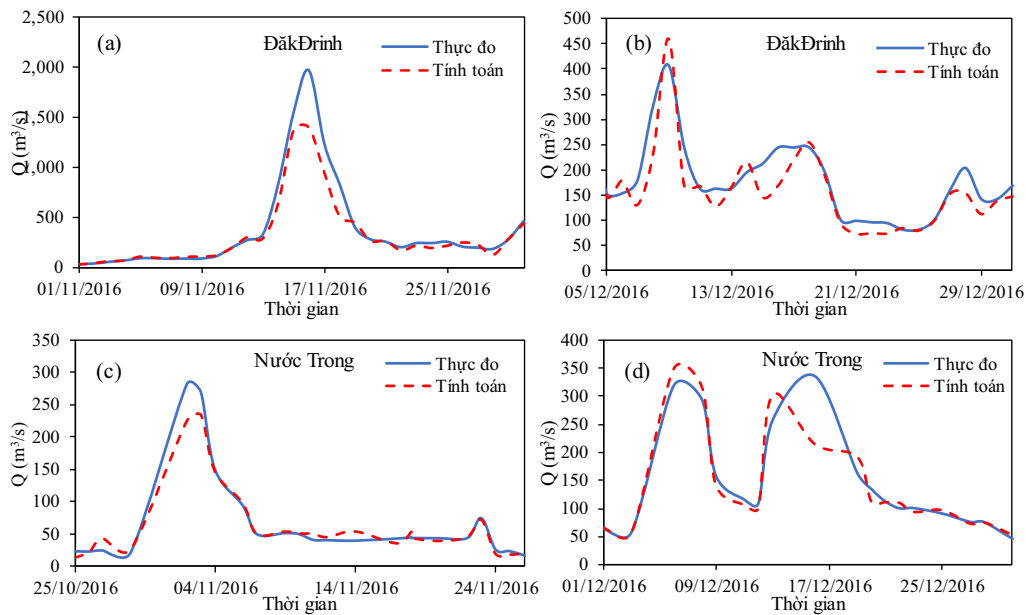 2,500
(a)
ĐăkĐrinh
Thực đo
Tính toán
2,000
1,500
1,000
500
0
Q (m³/s)
01/11/2016 09/11/2016 17/11/2016 25/11/2016
Thời gian
500
(b)
ĐăkĐrinh
Thực đo
Tính toán
450
400
350
300
250
200
150
100
50
0
Q (m³/s)
05/12/2016 13/12/2016 21/12/2016 29/12/2016
Thời gian
350
(c)
Nước Trong
Thực đo
Tính toán
300
250
200
150
100
50
0
Q (m³/s)
25/10/2016 04/11/2016 14/11/2016 24/11/2016
Thời gian
400
(d)
Nước Trong
Thực đo
Tính toán
350
300
250
200
150
100
50
0
Q (m³/s)
01/12/2016 09/12/2016 17/12/2016 25/12/2016
Thời gian